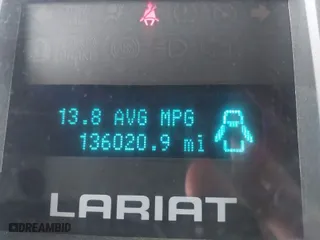 13.8 AVG MPG
136020.9 mi
LARIAT
DREAMBID